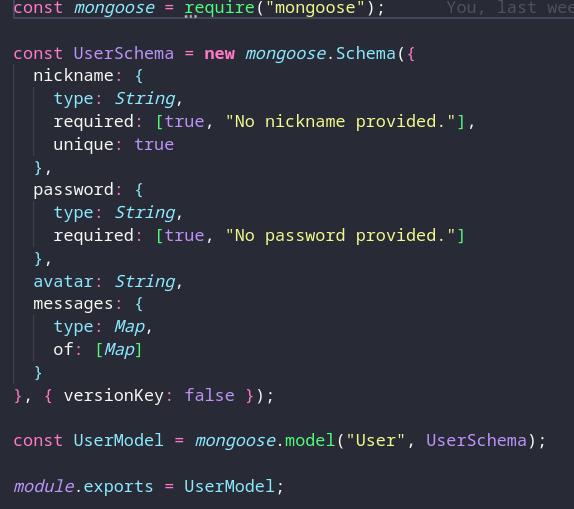 const mongoose = require("mongoose"); You, last wee
const UserSchema = new mongoose.Schema({
nickname: {
type: String,
required: [true, "No nickname provided."],
unique: true
},
password: {
type: String,
required: [true, "No password provided."]
},
avatar: String,
messages: {
type: Map,
of: [Map]
}
}, { versionKey: false });
const UserModel = mongoose.model("User", UserSchema);
module.exports = UserModel;